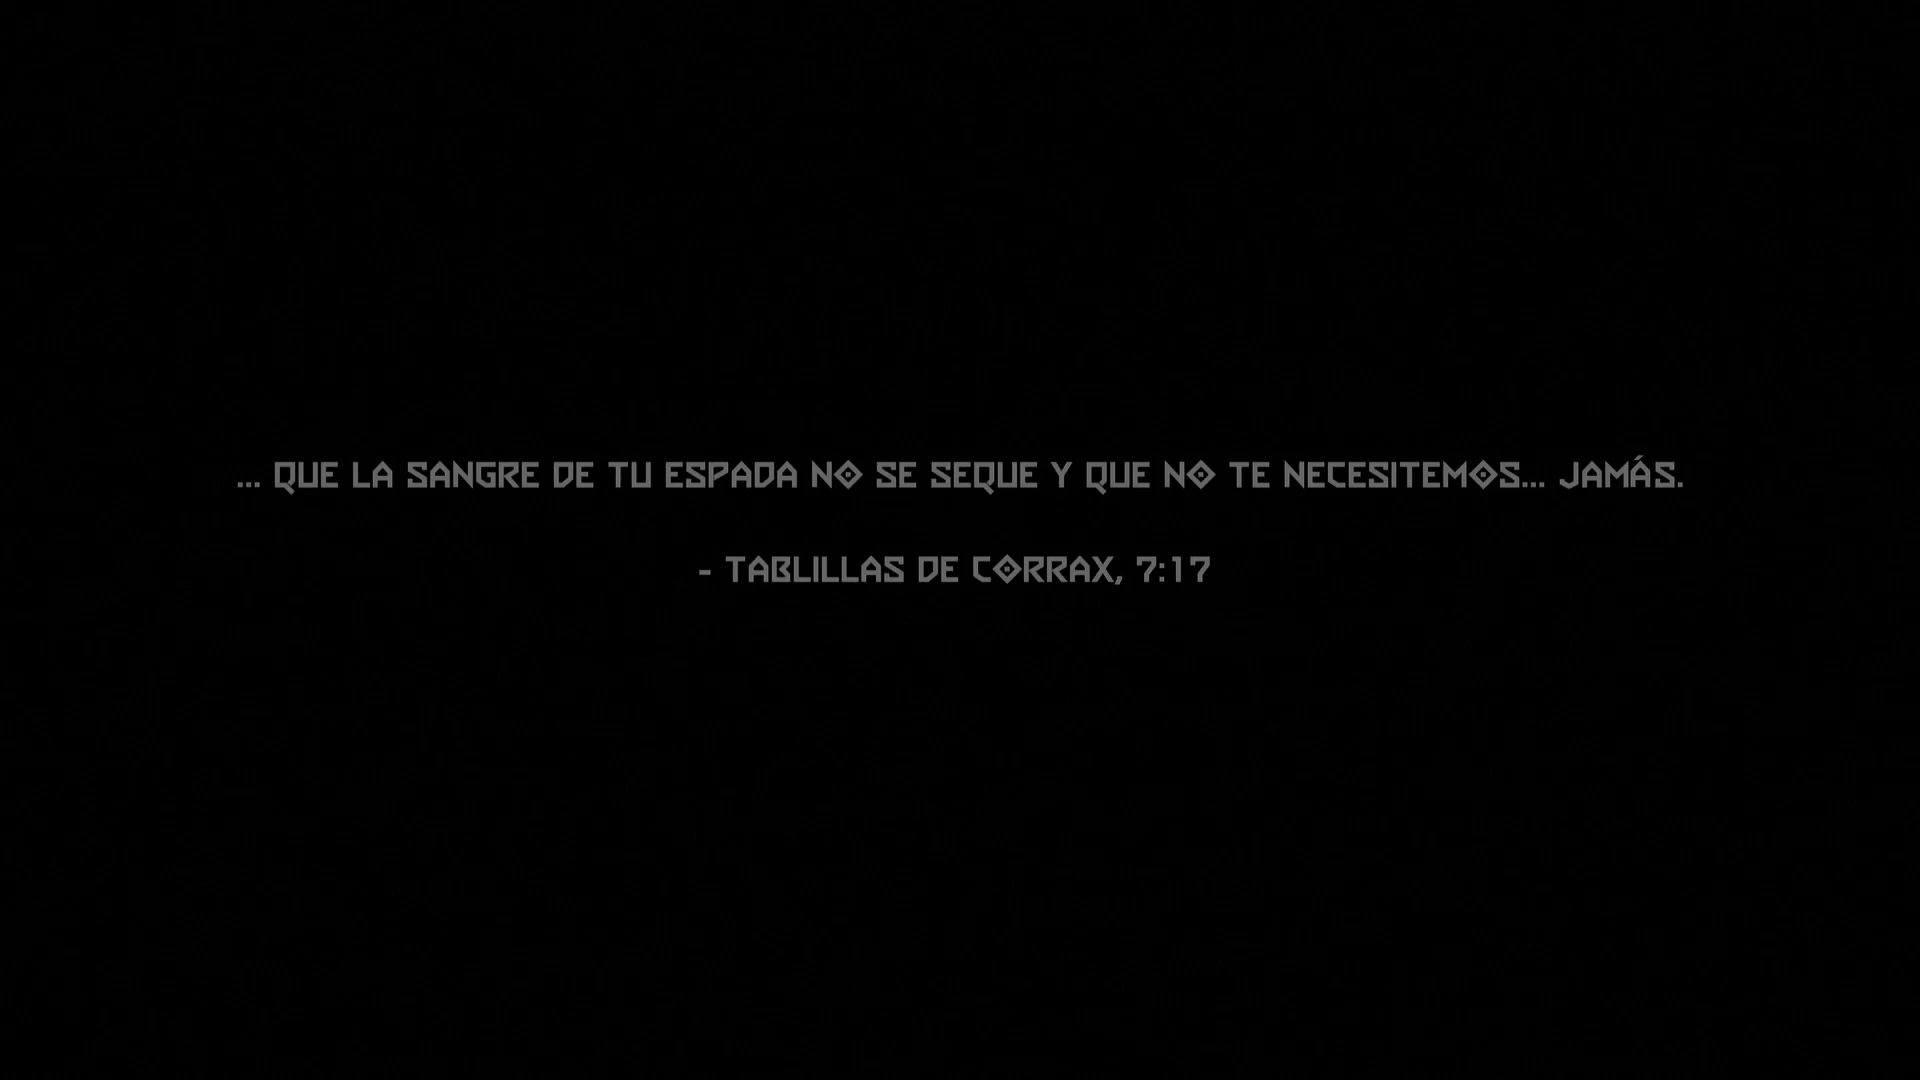 ... QUE LA SANGRE DE TU ESPADA NO SE SEQUE Y QUE NO TE NECESITEMOS... JAMÁS.
- TABLILLAS DE CORRAX, 7:17